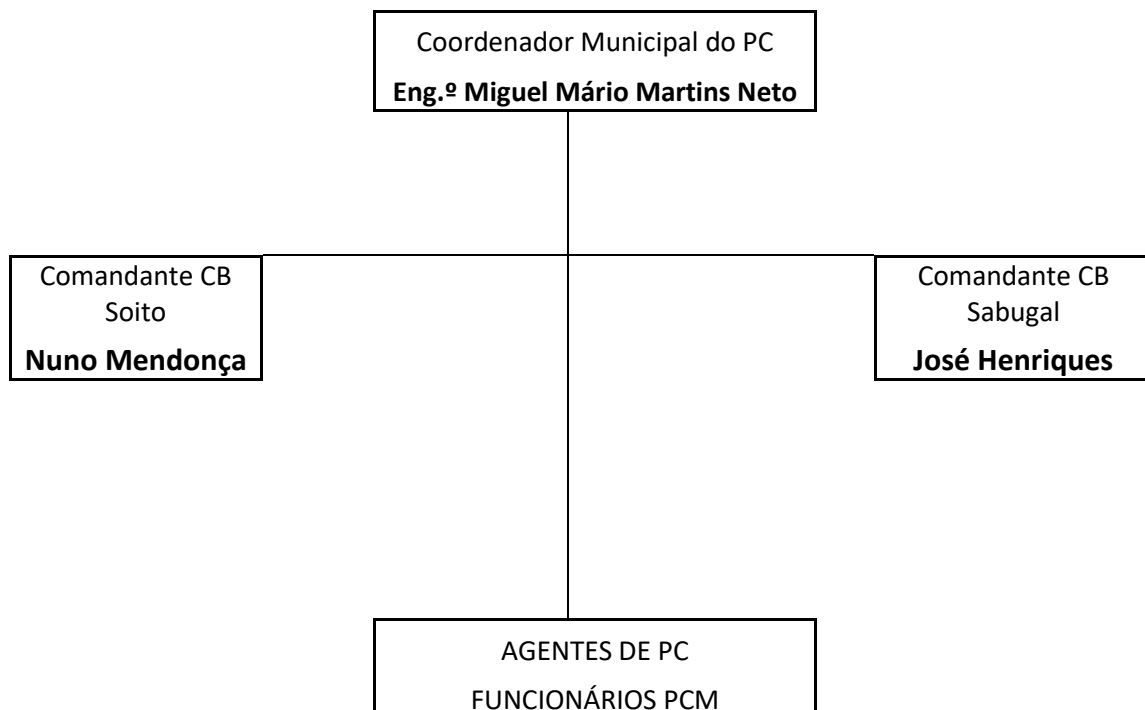 Coordenador Municipal do PC
Eng.º Miguel Mário Martins Neto
Comandante CB
Soito
Nuno Mendonça
Comandante CB
Sabugal
José Henriques
AGENTES DE PC
FUNCIONÁRIOS PCM